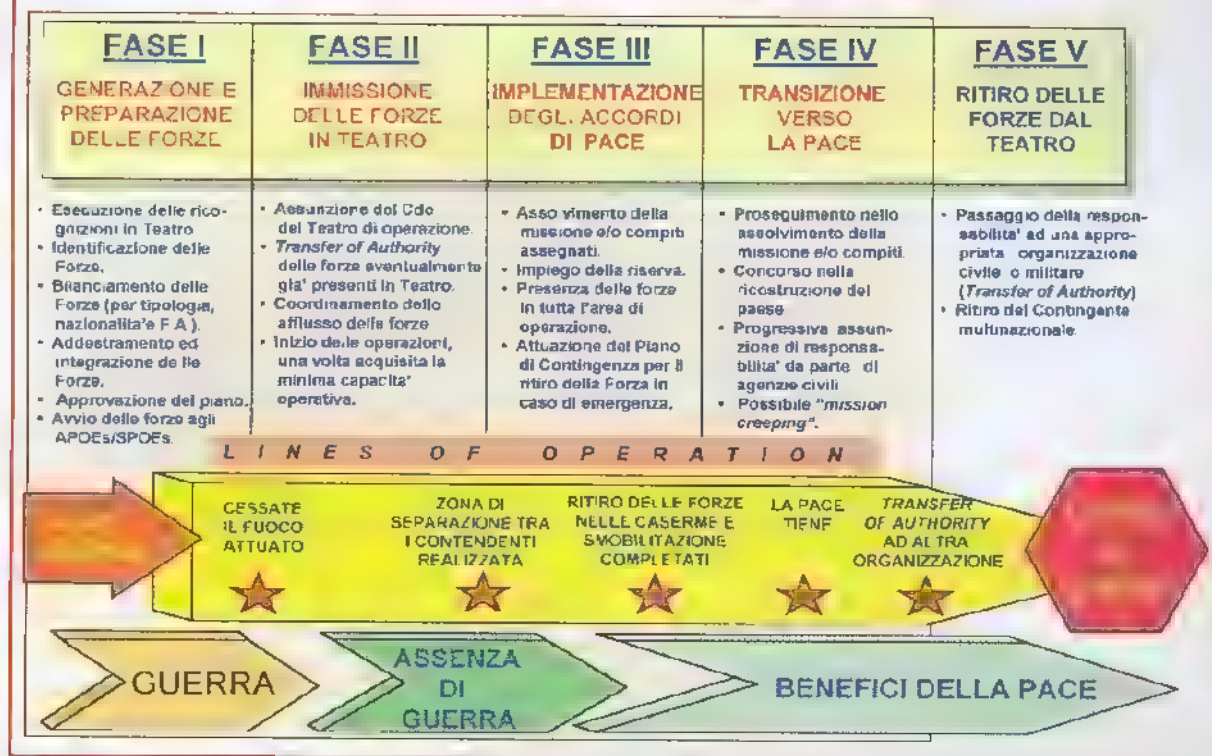 FASE I
GENERAZIONE E
PREPARAZIONE
DELLE FORZE
FASE II
IMMISSIONE
DELLE FORZE
IN TEATRO
FASE III
IMPLEMENTAZIONE
DEGL. ACCORDI
DI PACE
FASE IV
TRANSIZIONE
VERSO
LA PACE
FASE V
RITIRO DELLE
FORZE DAL
TEATRO
• Esecuzione delle rico-
gnizioni in Teatro
• Identificazione delle
Forze.
• Bilanciamento delle
Forze (per tipologia,
nazionalita'e F A ).
• Addestramento ed
integrazione delle
Forze.
• Approvazione del piano.
• Avvio delle forze agli
APOEs/SPOEs.
• Assunzione del Cdo
del Teatro di operazione.
• Transfer of Authority
delle forze eventualmente
gia' presenti in Teatro.
• Coordinamento dello
afflusso delle forze
• Inizio delle operazioni,
una volta acquisita la
minima capacita'
operativa.
• Asso vimento della
missione e/o compiti
assegnati.
• Impiego della riserva.
• Presenza delle forze
in tutta l'area di
operazione.
• Attuazione del Piano
di Contingenza per il
ritiro della Forza in
caso di emergenza.
• Proseguimento nello
assolvimento della
missione e/o compiti.
• Concorso nella
ricostruzione del
paese
• Progressiva assun-
zione di responsa-
bilita' da parte di
agenzie civili
• Possibile "mission
creeping".
• Passaggio della respon-
sabilita' ad una appro-
priata organizzazione
civile o militare
(Transfer of Authority)
• Ritiro del Contingente
multinazionale.
LINES OF OPERATION
CESSATE
IL FUOCO
ATTUATO
ZONA DI
SEPARAZIONE TRA
I CONTENDENTI
REALIZZATA
RITIRO DELLE FORZE
NELLE CASERME E
SMOBILITAZIONE
COMPLETATI
LA PACE
TIENE
TRANSFER
OF AUTHORITY
AD ALTRA
ORGANIZZAZIONE
GUERRA
ASSENZA
DI
GUERRA
BENEFICI DELLA PACE